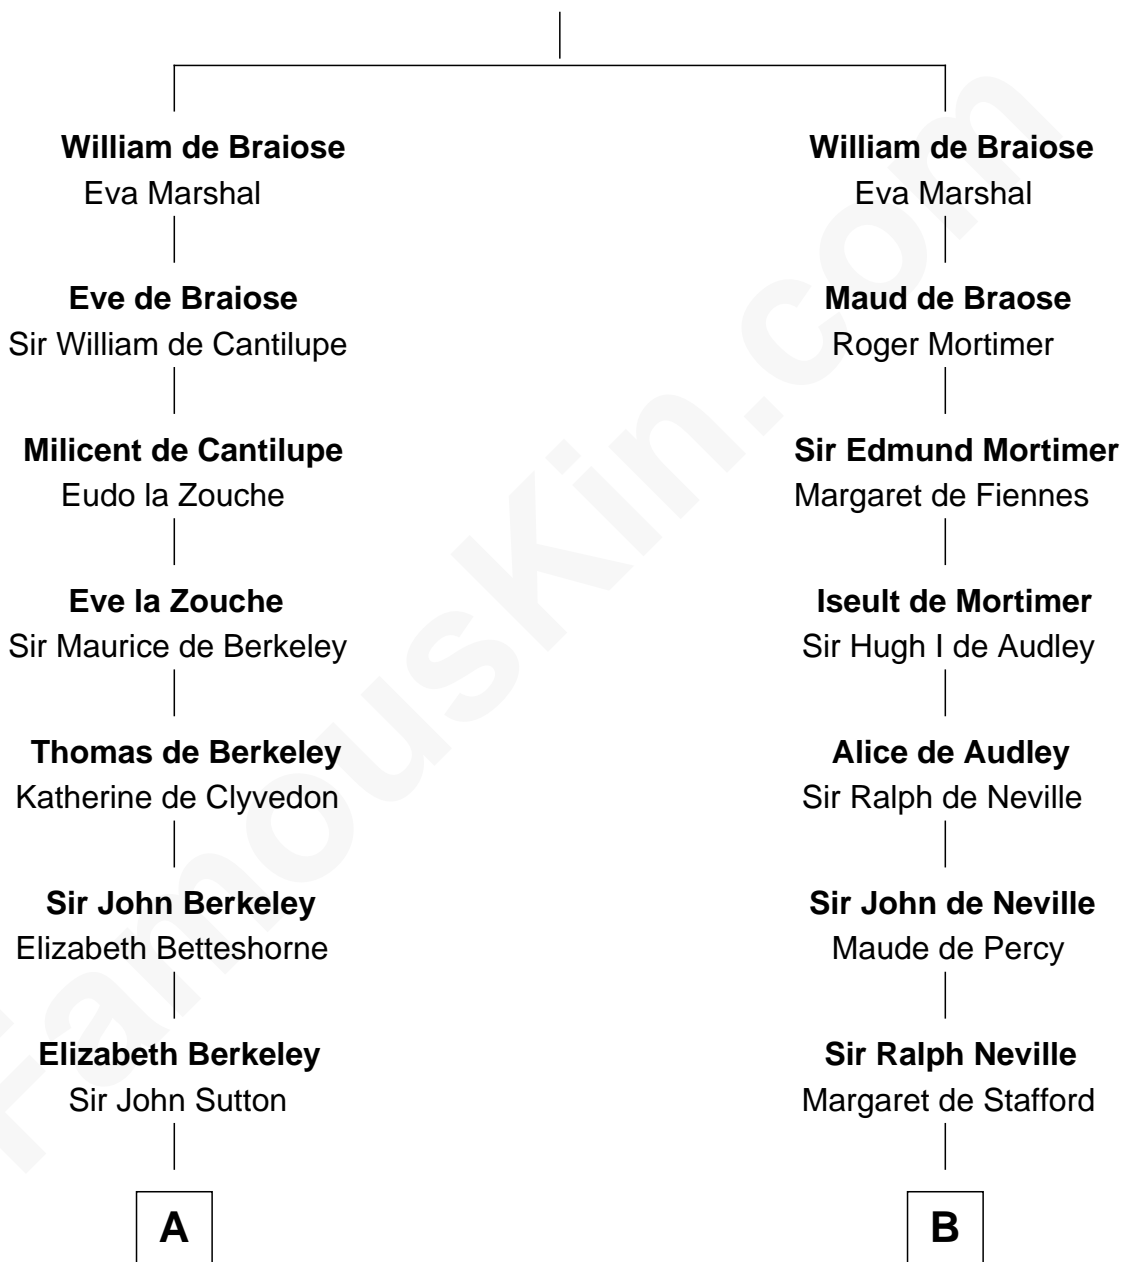 William de Braiose
Eva Marshal
Eve de Braiose
Sir William de Cantilupe
Milicent de Cantilupe
Eudo la Zouche
Eve la Zouche
Sir Maurice de Berkeley
Thomas de Berkeley
Katherine de Clyvedon
Sir John Berkeley
Elizabeth Betteshorne
Elizabeth Berkeley
Sir John Sutton
A
William de Braiose
Eva Marshal
Maud de Braose
Roger Mortimer
Sir Edmund Mortimer
Margaret de Fiennes
Iseult de Mortimer
Sir Hugh I de Audley
Alice de Audley
Sir Ralph de Neville
Sir John de Neville
Maude de Percy
Sir Ralph Neville
Margaret de Stafford
B
FamousKin.com